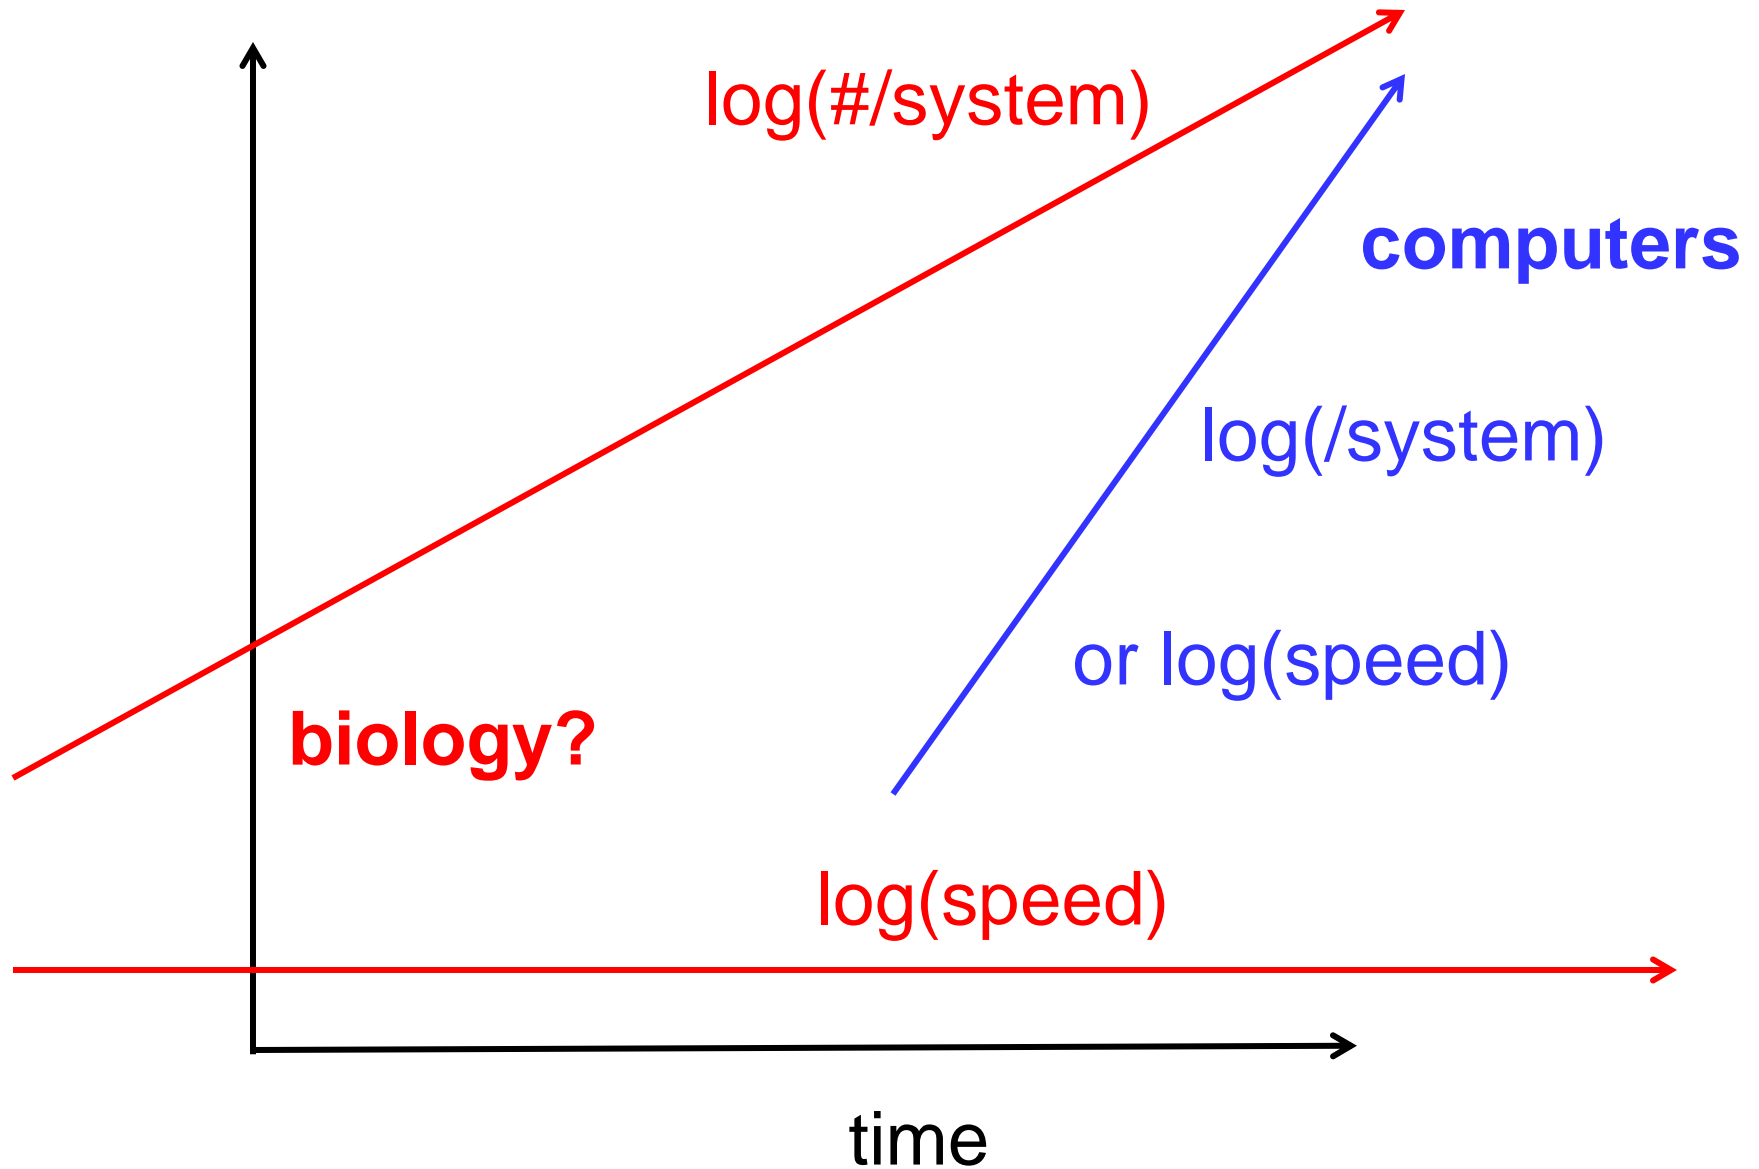 log(#/system)
computers
log(/system)
or log(speed)
biology?
log(speed)
time